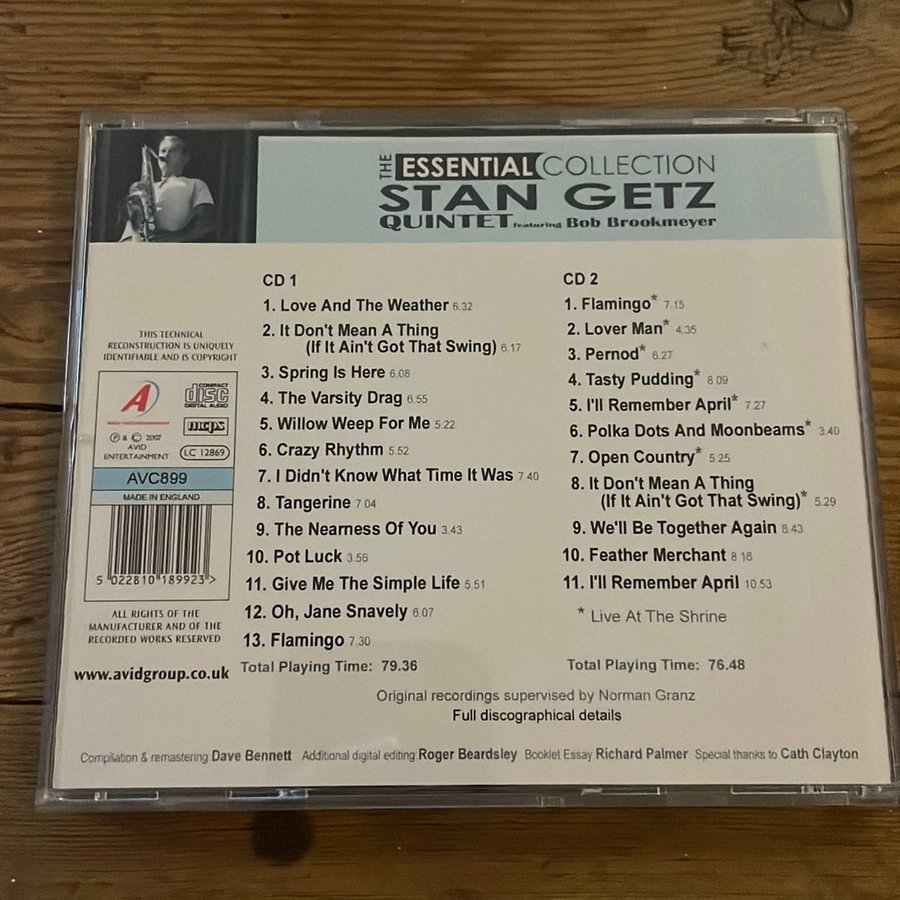 THE ESSENTIAL COLLECTION
STAN GETZ
QUINTET featuring Bob Brookmeyer
CD 1
1. Love And The Weather 6.32
2. It Don't Mean A Thing
(If It Ain't Got That Swing) 6.17
3. Spring Is Here 6.08
4. The Varsity Drag 6.55
5. Willow Weep For Me 5.22
6. Crazy Rhythm 5.52
7. I Didn't Know What Time It Was 7 40
8. Tangerine 7.04
9. The Nearness Of You 3.43
10. Pot Luck 3.56
11. Give Me The Simple Life 5.51
12. Oh, Jane Snavely 6.07
13. Flamingo 7.30
Total Playing Time: 79.36
CD 2
1. Flamingo* 7.15
2. Lover Man* 4.35
3. Pernod* 6.27
4. Tasty Pudding* 8.09
5. I'll Remember April* 7.27
6. Polka Dots And Moonbeams* 3.40
7. Open Country* 5.25
8. It Don't Mean A Thing
(If It Ain't Got That Swing)* 5.29
9. We'll Be Together Again 8.43
10. Feather Merchant 8 16
11. I'll Remember April 10.53
* Live At The Shrine
Total Playing Time: 76.48
THIS TECHNICAL
RECONSTRUCTION IS UNIQUELY
IDENTIFIABLE AND IS COPYRIGHT
A
COMPACT
disc
DIGITAL AUDIO
mcps
℗ & © 2007
AVID
ENTERTAINMENT
LC 12869
AVC899
MADE IN ENGLAND
5 022810 189923 >
ALL RIGHTS OF THE
MANUFACTURER AND OF THE
RECORDED WORKS RESERVED
www.avidgroup.co.uk
Original recordings supervised by Norman Granz
Full discographical details
Compilation & remastering Dave Bennett Additional digital editing Roger Beardsley Booklet Essay Richard Palmer Special thanks to Cath Clayton